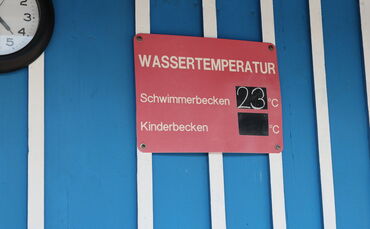 WASSERTEMPERATUR
Schwimmerbecken 23 °C
Kinderbecken °C